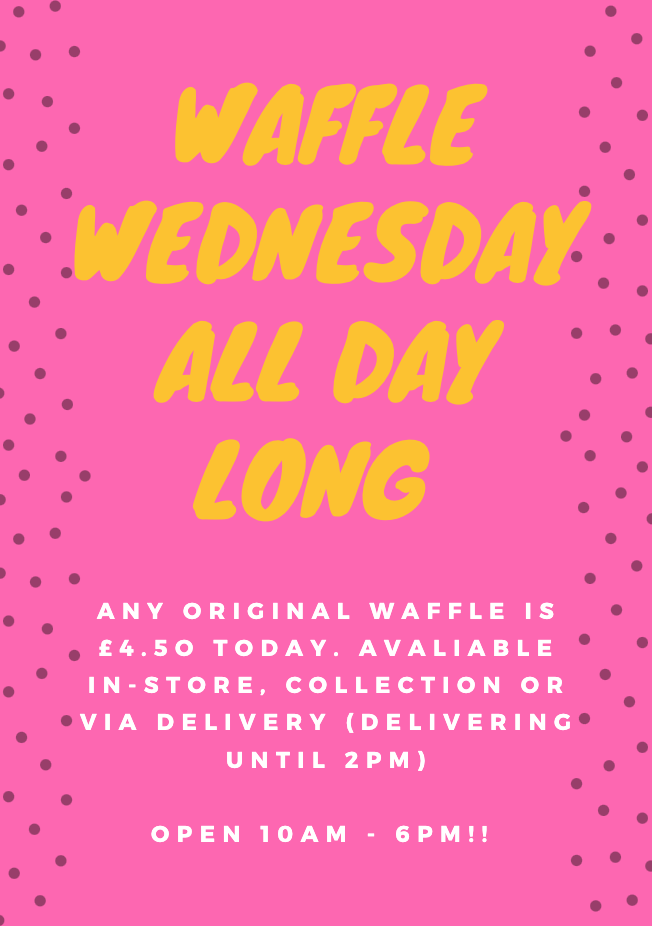 WAFFLE
WEDNESDAY
ALL DAY
LONG
ANY ORIGINAL WAFFLE IS
£4.50 TODAY. AVALIABLE
IN-STORE, COLLECTION OR
VIA DELIVERY (DELIVERING
UNTIL 2PM)
OPEN 10AM - 6PM!!